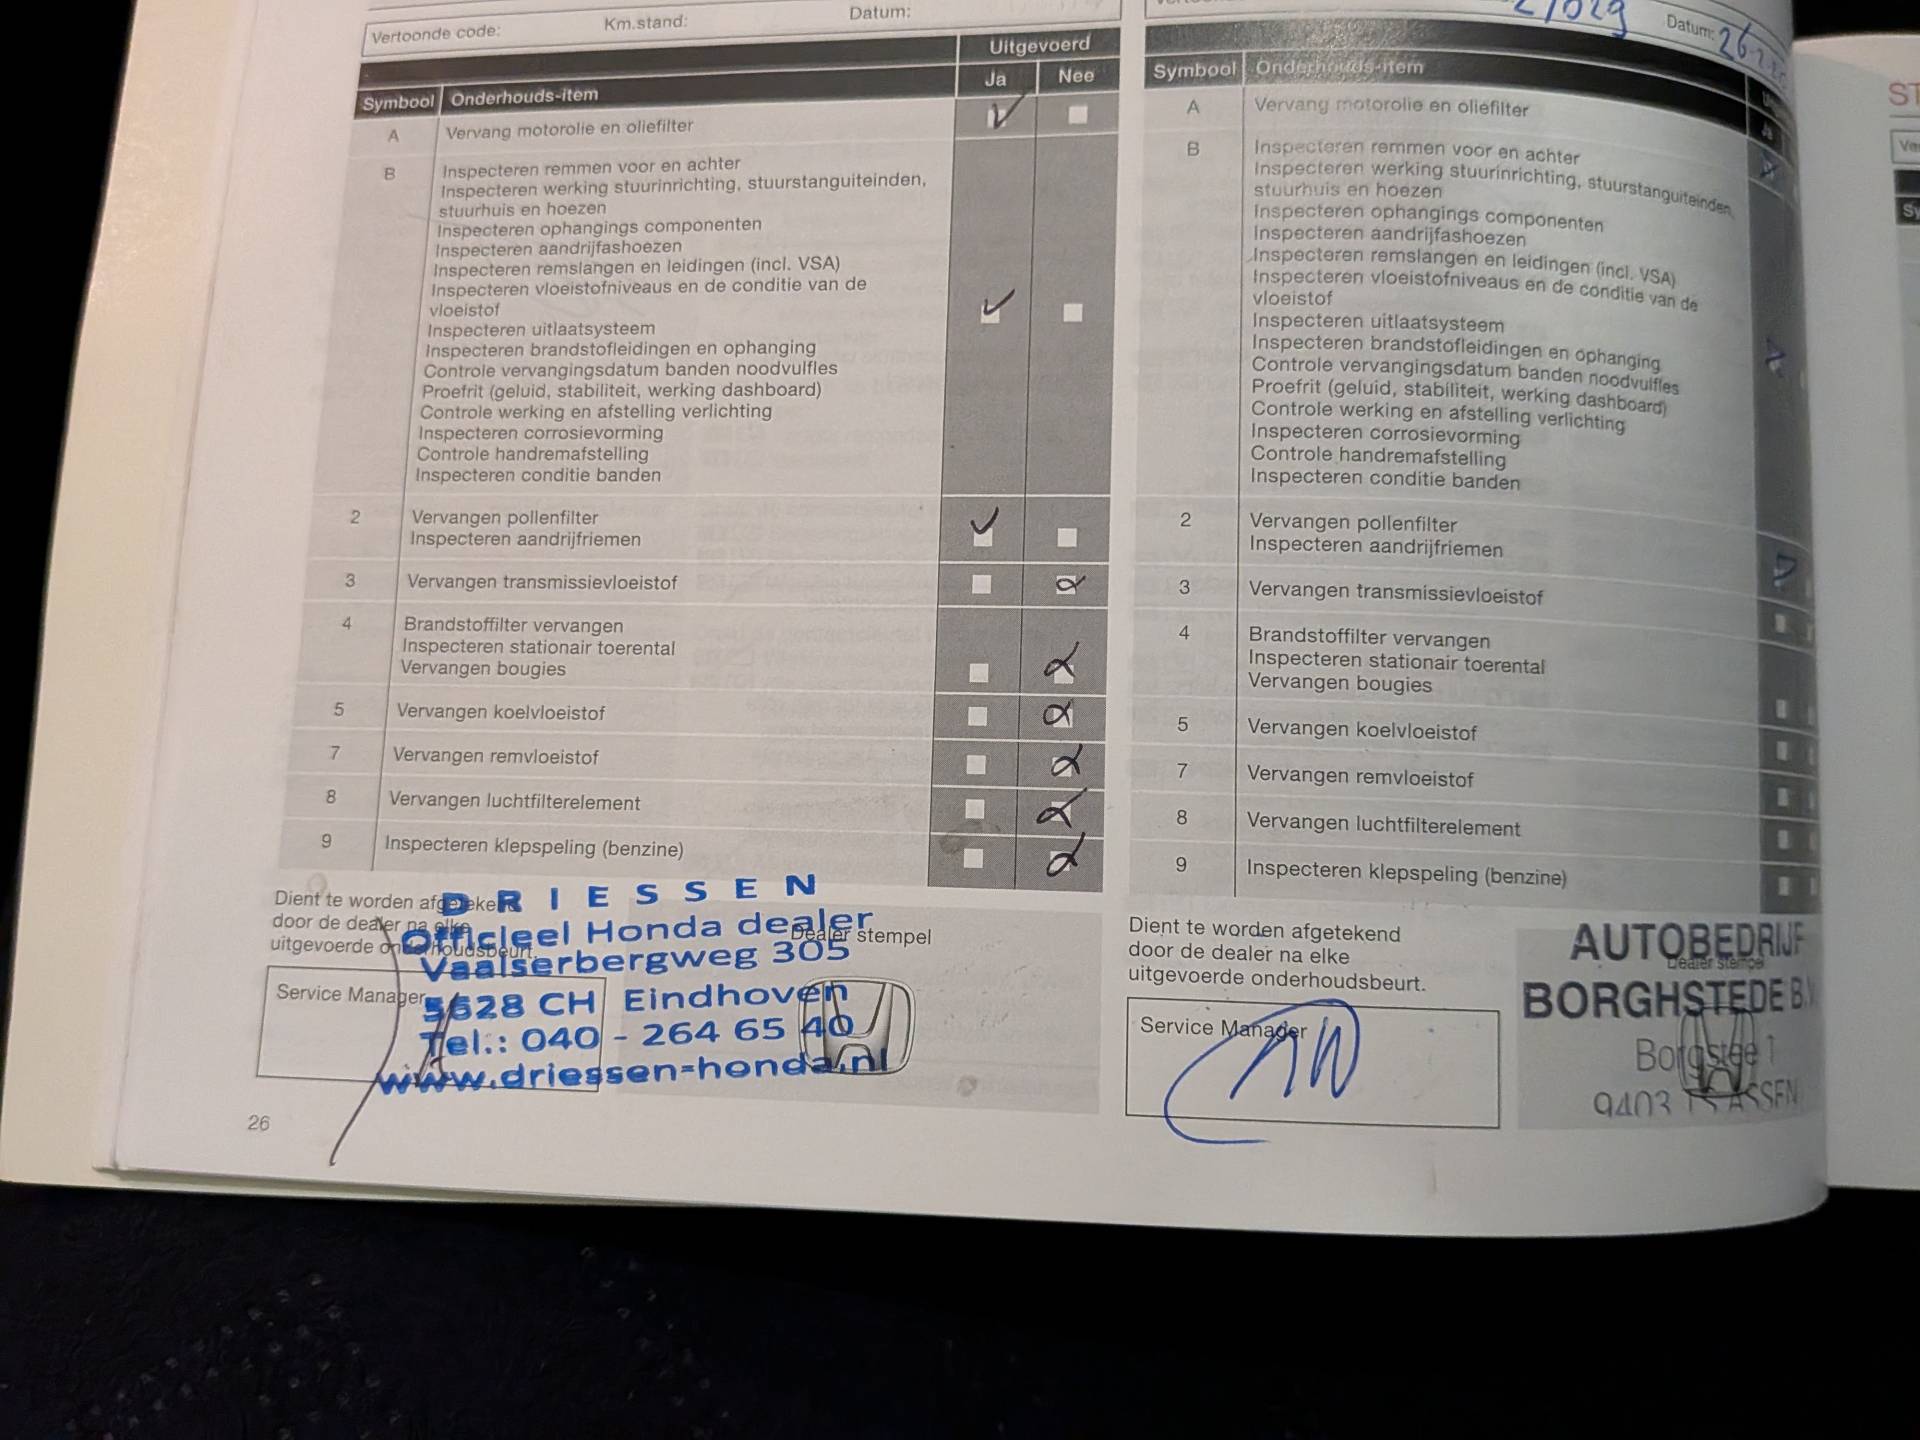 Vertoonde code: Km.stand: Datum:
Uitgevoerd
Symbool Onderhouds-item Ja Nee
A Vervang motorolie en oliefilter
B Inspecteren remmen voor en achter
Inspecteren werking stuurinrichting, stuurstanguiteinden,
stuurhuis en hoezen
Inspecteren ophangings componenten
Inspecteren aandrijfashoezen
Inspecteren remslangen en leidingen (incl. VSA)
Inspecteren vloeistofniveaus en de conditie van de
vloeistof
Inspecteren uitlaatsysteem
Inspecteren brandstofleidingen en ophanging
Controle vervangingsdatum banden noodvulfles
Proefrit (geluid, stabiliteit, werking dashboard)
Controle werking en afstelling verlichting
Inspecteren corrosievorming
Controle handremafstelling
Inspecteren conditie banden
2 Vervangen pollenfilter
Inspecteren aandrijfriemen
3 Vervangen transmissievloeistof
4 Brandstoffilter vervangen
Inspecteren stationair toerental
Vervangen bougies
5 Vervangen koelvloeistof
7 Vervangen remvloeistof
8 Vervangen luchtfilterelement
9 Inspecteren klepspeling (benzine)
Dient te worden afgetekend
door de dealer na elke
uitgevoerde onderhoudsbeurt.
Dealer stempel
Service Manager
DRIESSEN
Officieel Honda dealer
Vaalserbergweg 305
5628 CH Eindhoven
Tel.: 040 - 264 65 40
www.driessen-honda.nl
26
Datum:
Symbool Onderhouds-item
Ja
A Vervang motorolie en oliefilter
B Inspecteren remmen voor en achter
Inspecteren werking stuurinrichting, stuurstanguiteinden,
stuurhuis en hoezen
Inspecteren ophangings componenten
Inspecteren aandrijfashoezen
Inspecteren remslangen en leidingen (incl. VSA)
Inspecteren vloeistofniveaus en de conditie van de
vloeistof
Inspecteren uitlaatsysteem
Inspecteren brandstofleidingen en ophanging
Controle vervangingsdatum banden noodvulfles
Proefrit (geluid, stabiliteit, werking dashboard)
Controle werking en afstelling verlichting
Inspecteren corrosievorming
Controle handremafstelling
Inspecteren conditie banden
2 Vervangen pollenfilter
Inspecteren aandrijfriemen
3 Vervangen transmissievloeistof
4 Brandstoffilter vervangen
Inspecteren stationair toerental
Vervangen bougies
5 Vervangen koelvloeistof
7 Vervangen remvloeistof
8 Vervangen luchtfilterelement
9 Inspecteren klepspeling (benzine)
Dient te worden afgetekend
door de dealer na elke
uitgevoerde onderhoudsbeurt.
Service Manager
Dealer stempel
AUTOBEDRIJF
BORGHSTEDE B.V.
Borgstee 1
9403 TS ASSEN
ST